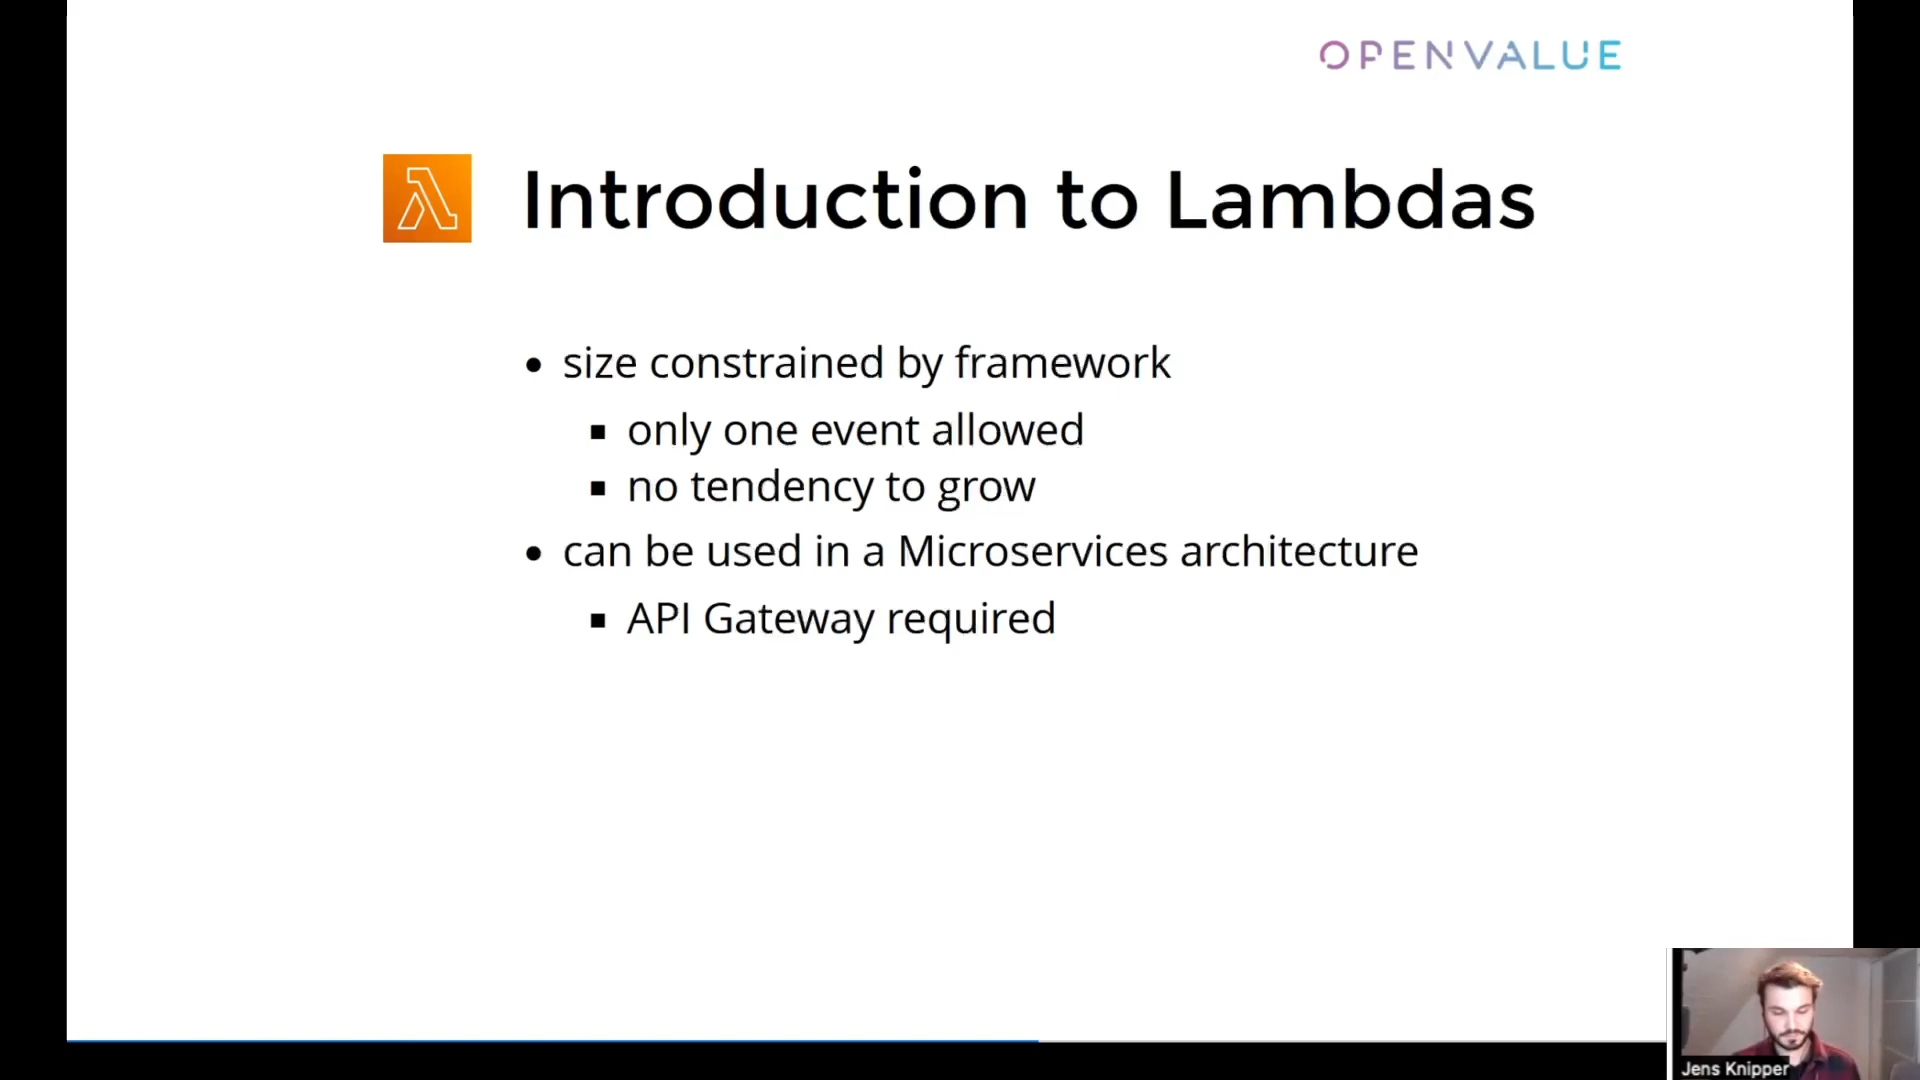 OPENVALUE
Introduction to Lambdas
size constrained by framework
only one event allowed
no tendency to grow
can be used in a Microservices architecture
API Gateway required
Jens Knipper